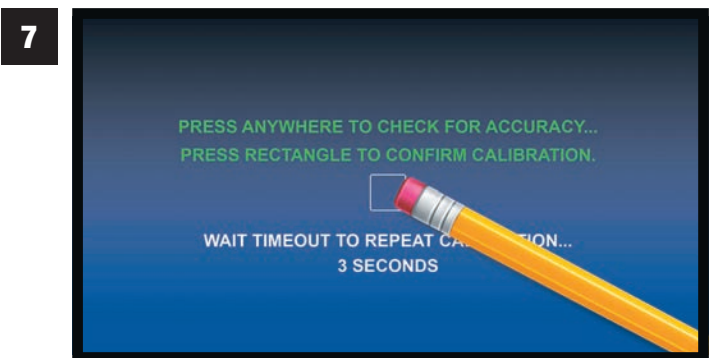 7
PRESS ANYWHERE TO CHECK FOR ACCURACY...
PRESS RECTANGLE TO CONFIRM CALIBRATION.
WAIT TIMEOUT TO REPEAT
3 SECONDS